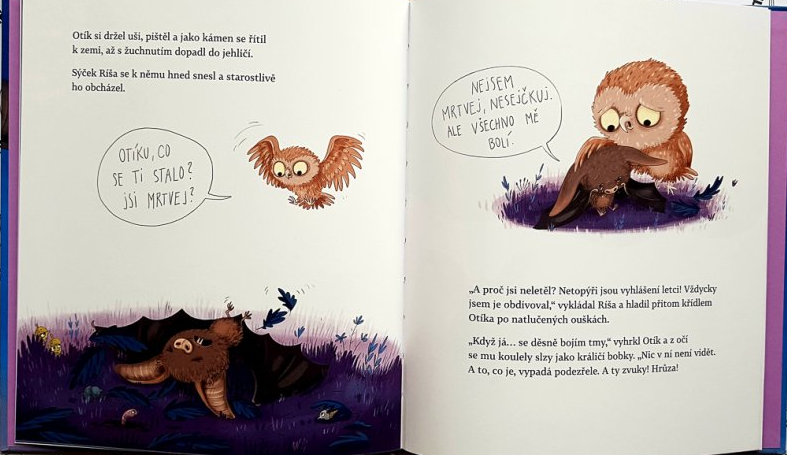 Otík si držel uši, pištěl a jako kámen se řítil
k zemi, až s žuchnutím dopadl do jehličí.
Sýček Ríša se k němu hned snesl a starostlivě
ho obcházel.
OTÍKU, CO
SE TI STALO?
JSI MRTVEJ?
NEJSEM
MRTVEJ, NESEJČKUJ.
ALE VŠECHNO MĚ
BOLÍ.
„A proč jsi neletěl? Netopýři jsou vyhlášení letci! Vždycky
jsem je obdivoval,“ vykládal Ríša a hladil přitom křídlem
Otíka po natlučených ouškách.
„Když já... se děsně bojím tmy,“ vyhrkl Otík a z očí
se mu koulely slzy jako králičí bobky. „Nic v ní není vidět.
A to, co je, vypadá podezřele. A ty zvuky! Hrůza!